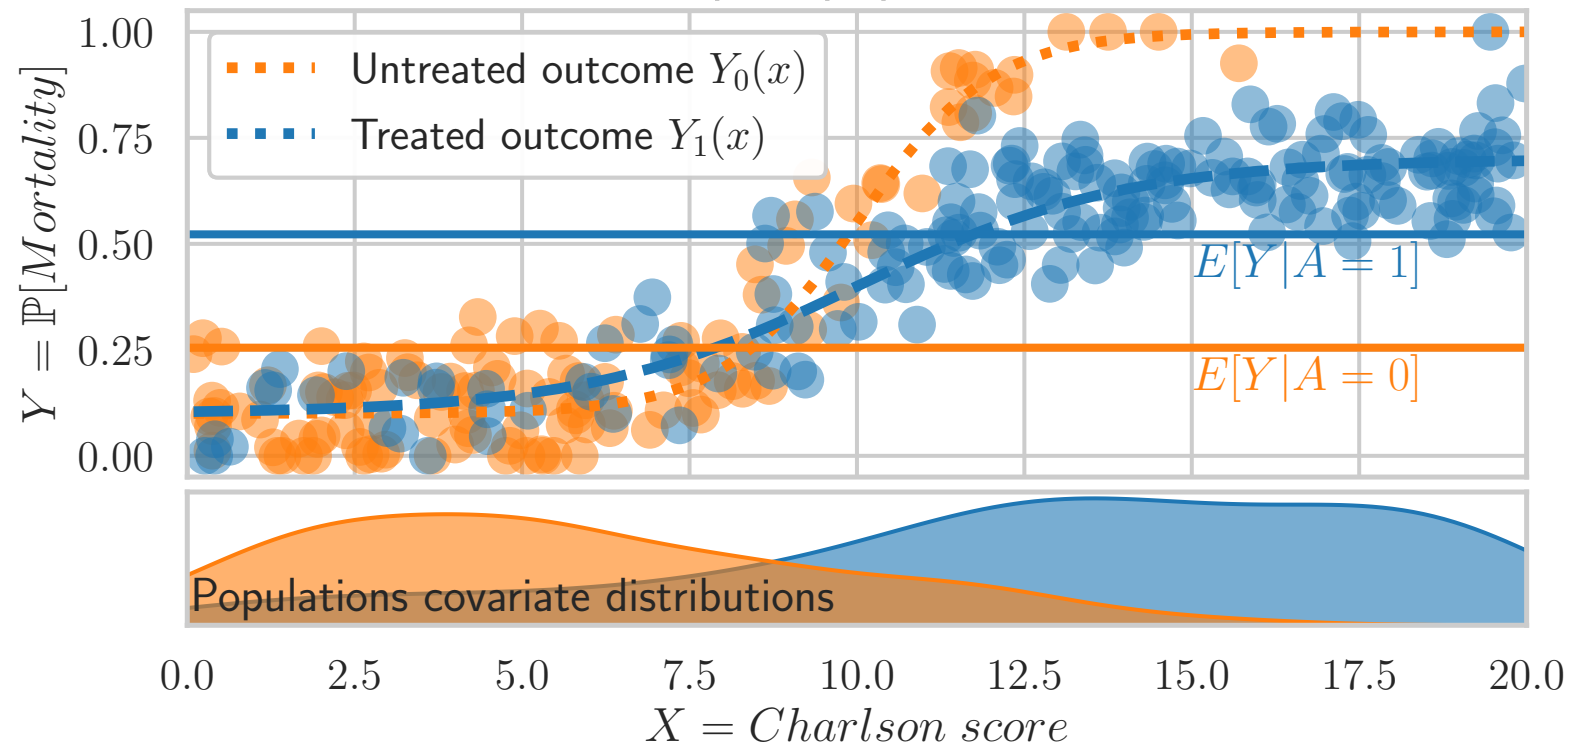 Y = ℙ[Mortality]
1.00
0.75
0.50
0.25
0.00
Untreated outcome Y₀(x)
Treated outcome Y₁(x)
E[Y|A = 1]
E[Y|A = 0]
Populations covariate distributions
0.0 2.5 5.0 7.5 10.0 12.5 15.0 17.5 20.0
X = Charlson score